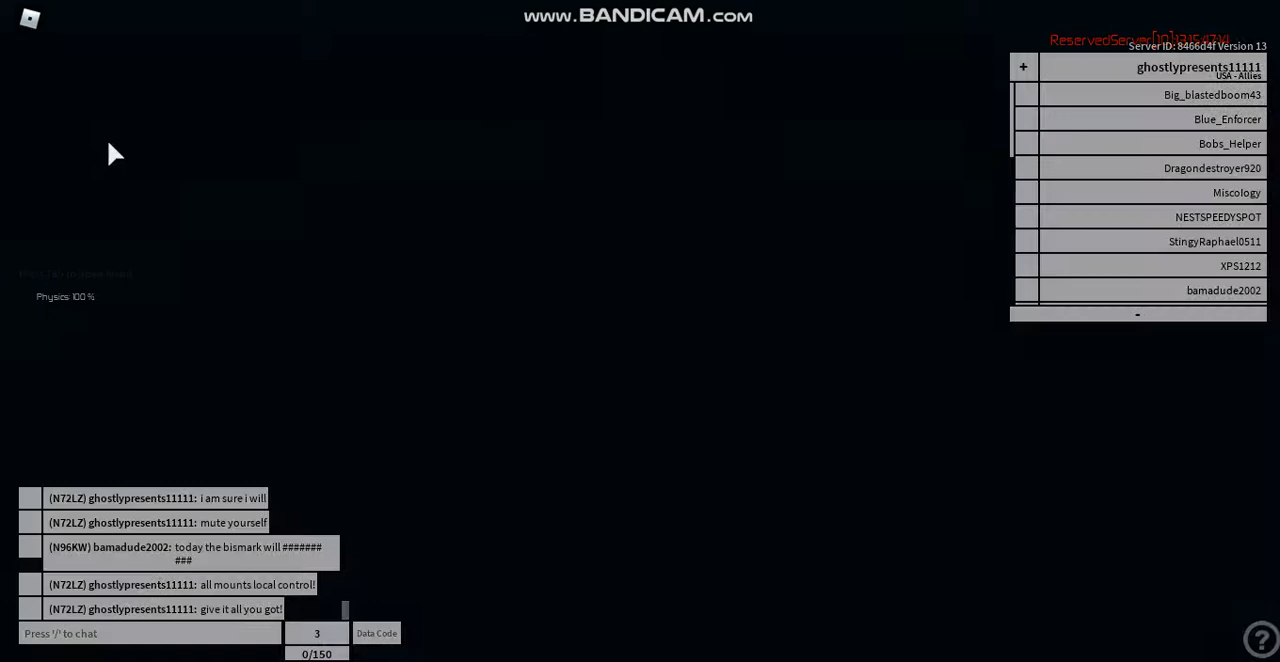 www.BANDICAM.com
Server ID: 8466d4f Version 13
+ ghostlypresents11111
USA - Allies
Big_blastedboom43
Blue_Enforcer
Bobs_Helper
Dragondestroyer920
Miscology
NESTSPEEDYSPOT
StingyRaphael0511
XPS1212
bamadude2002
-
Physics: 100 %
(N72LZ) ghostlypresents11111: i am sure i will
(N72LZ) ghostlypresents11111: mute yourself
(N96KW) bamadude2002: today the bismark will #######
###
(N72LZ) ghostlypresents11111: all mounts local control!
(N72LZ) ghostlypresents11111: give it all you got!
Press '/' to chat 3 Data Code
0/150
?